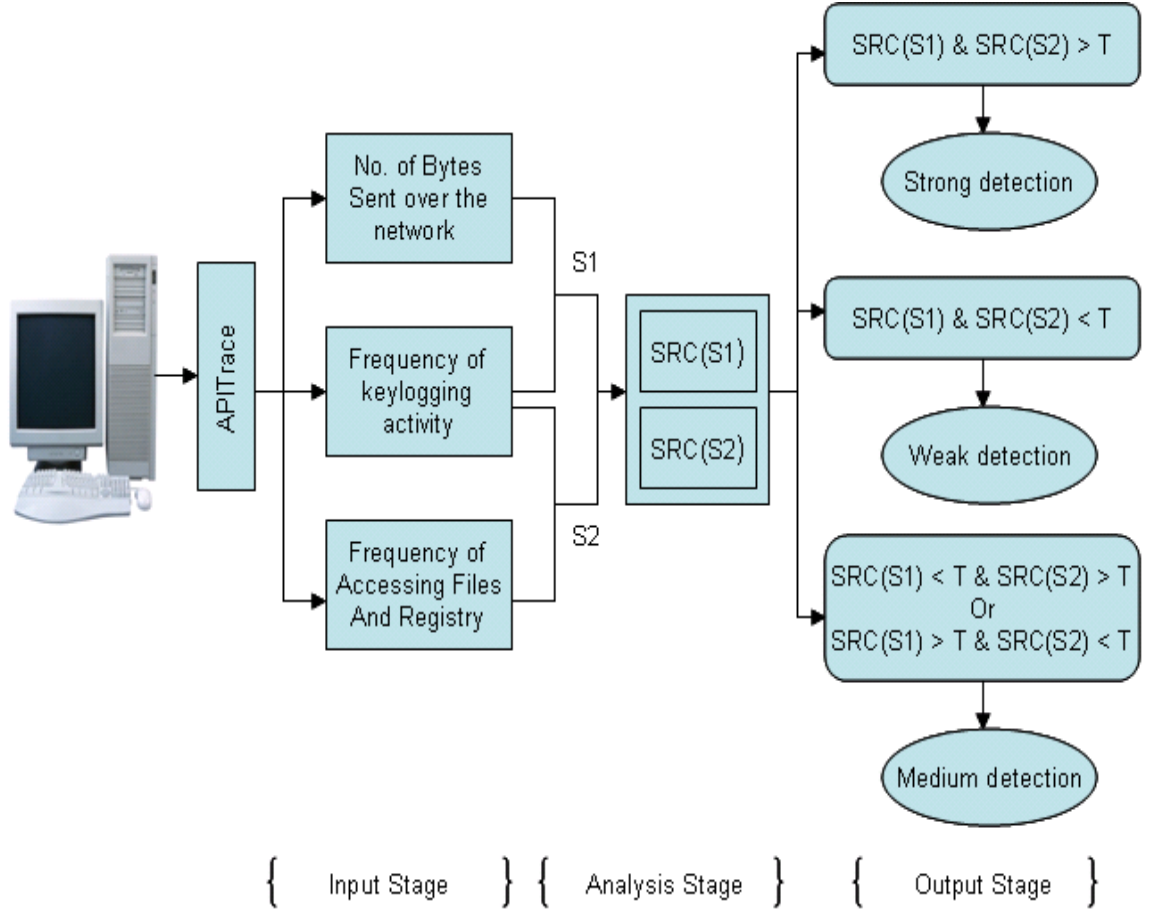 APITrace
No. of Bytes
Sent over the
network
Frequency of
keylogging
activity
Frequency of
Accessing Files
And Registry
S1
S2
SRC(S1)
SRC(S2)
SRC(S1) & SRC(S2) > T
Strong detection
SRC(S1) & SRC(S2) < T
Weak detection
SRC(S1) < T & SRC(S2) > T
Or
SRC(S1) > T & SRC(S2) < T
Medium detection
{ Input Stage } { Analysis Stage } { Output Stage }